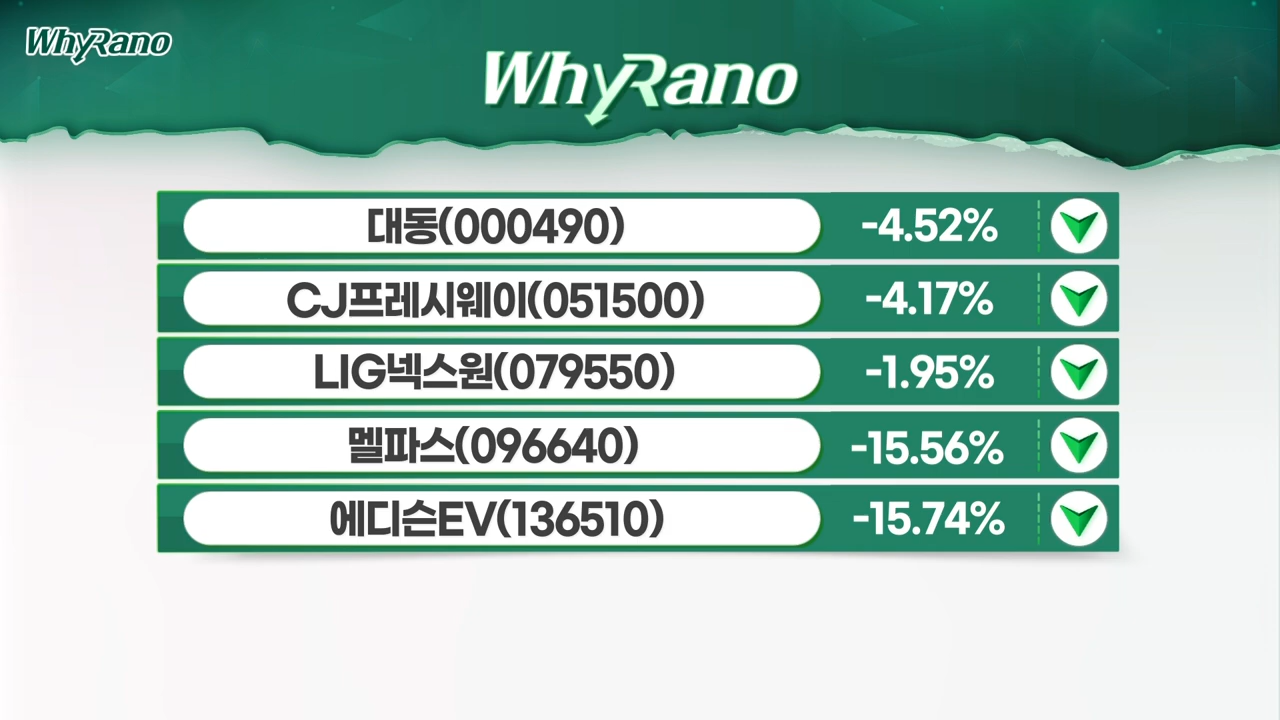 WhyRano
WhyRano
대동(000490) -4.52%
CJ프레시웨이(051500) -4.17%
LIG넥스원(079550) -1.95%
멜파스(096640) -15.56%
에디슨EV(136510) -15.74%